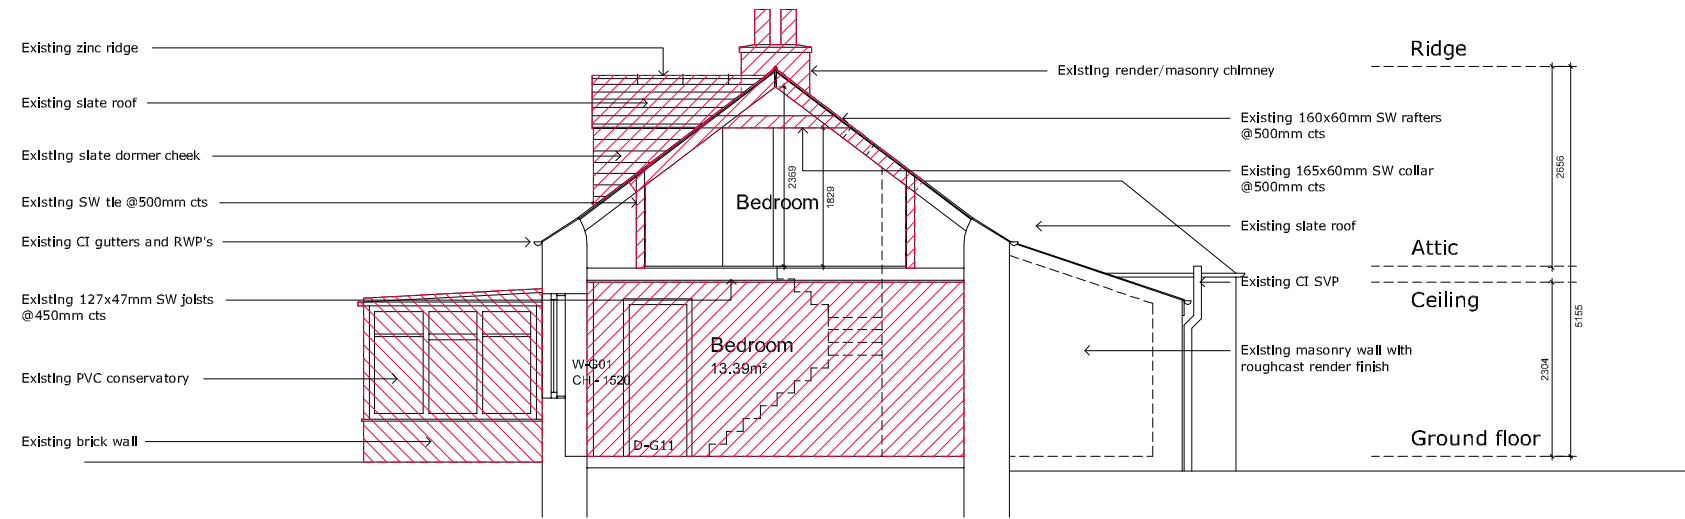 Existing zinc ridge
Existing slate roof
Existing slate dormer cheek
Existing SW tie @500mm cts
Existing CI gutters and RWP's
Existing 127x47mm SW joists
@450mm cts
Existing PVC conservatory
Existing brick wall
Bedroom
2369
1829
Bedroom
13.39m²
W-G01
CH - 1520
D-G11
Existing render/masonry chimney
Existing 160x60mm SW rafters
@500mm cts
Existing 165x60mm SW collar
@500mm cts
Existing slate roof
Existing CI SVP
Existing masonry wall with
roughcast render finish
Ridge
Attic
Ceiling
Ground floor
2656
2304
5155